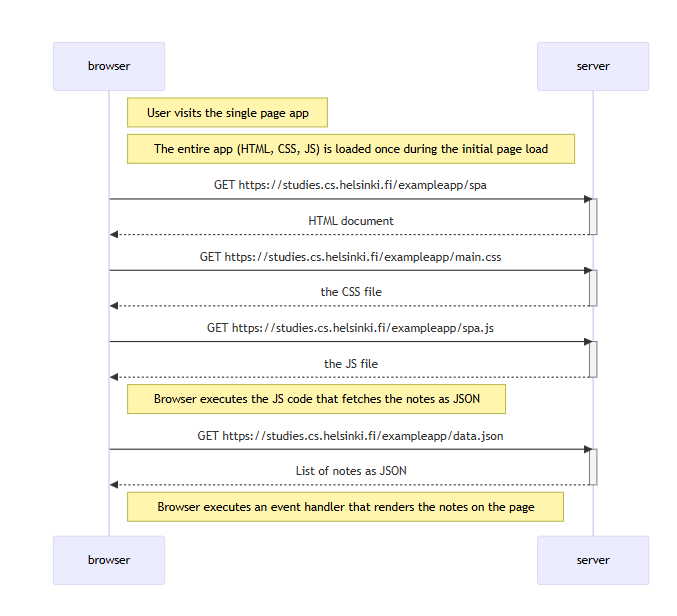 browser
server
User visits the single page app
The entire app (HTML, CSS, JS) is loaded once during the initial page load
GET https://studies.cs.helsinki.fi/exampleapp/spa
HTML document
GET https://studies.cs.helsinki.fi/exampleapp/main.css
the CSS file
GET https://studies.cs.helsinki.fi/exampleapp/spa.js
the JS file
Browser executes the JS code that fetches the notes as JSON
GET https://studies.cs.helsinki.fi/exampleapp/data.json
List of notes as JSON
Browser executes an event handler that renders the notes on the page
browser
server